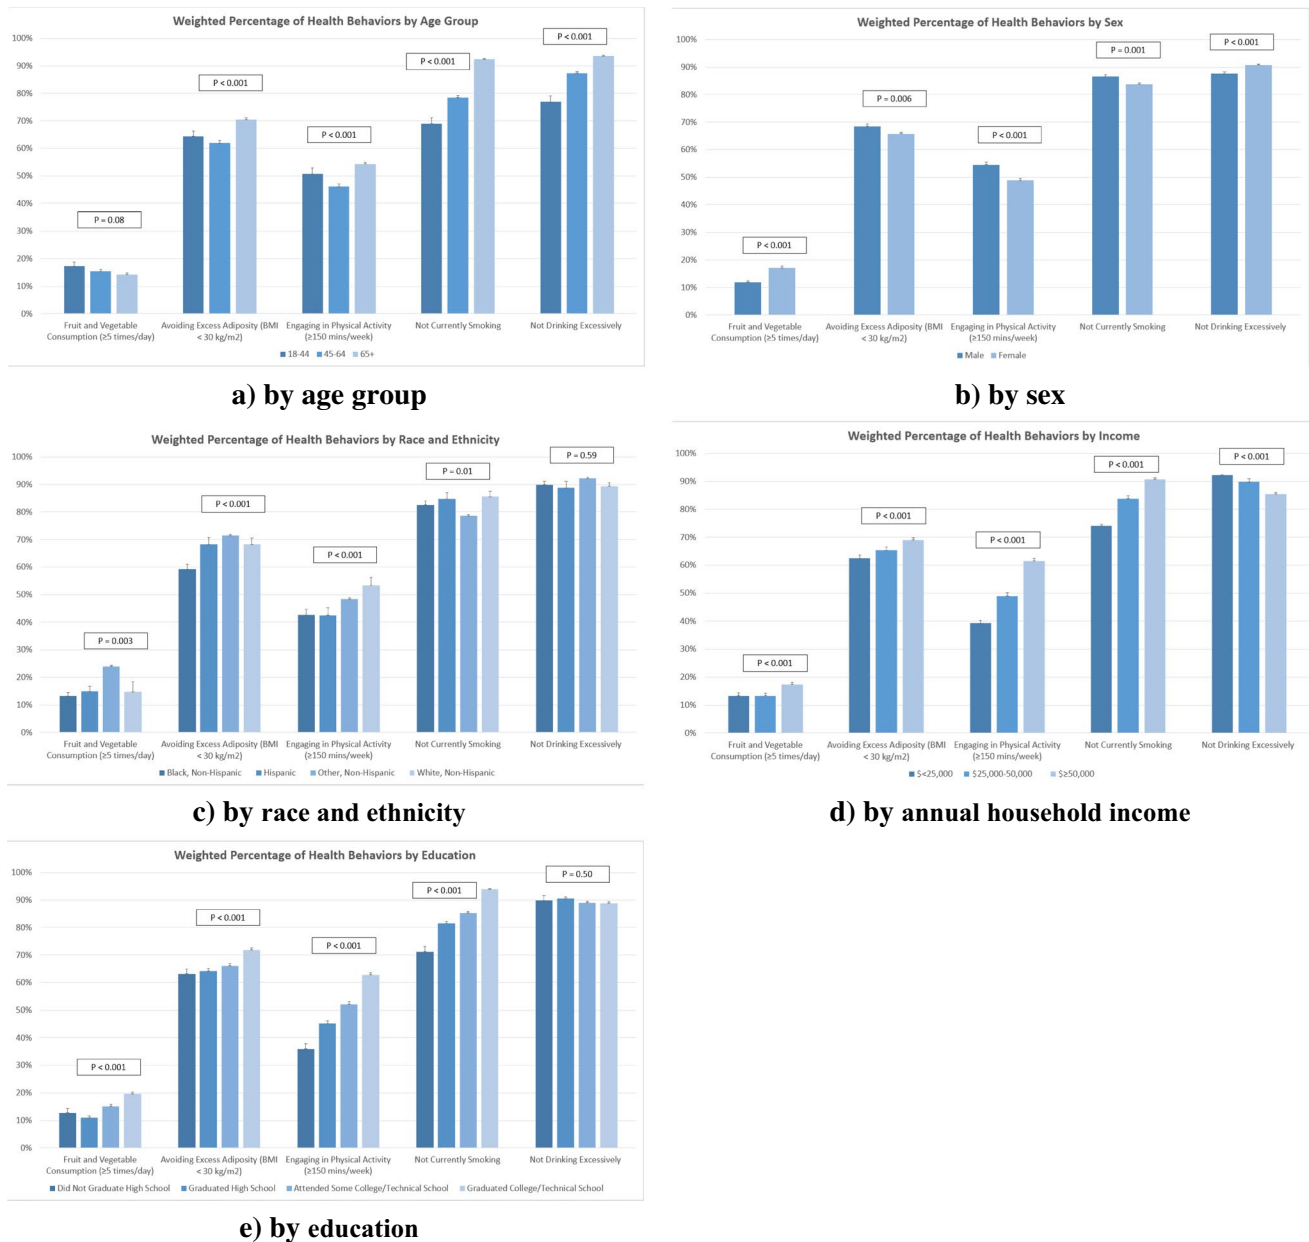 Weighted Percentage of Health Behaviors by Age Group
100%
90%
80%
70%
60%
50%
40%
30%
20%
10%
0%
P = 0.08
P < 0.001
P < 0.001
P < 0.001
P < 0.001
Fruit and Vegetable
Consumption (≥5 times/day)
Avoiding Excess Adiposity (BMI
< 30 kg/m2)
Engaging in Physical Activity
(≥150 mins/week)
Not Currently Smoking
Not Drinking Excessively
18-44 45-64 65+
a) by age group
Weighted Percentage of Health Behaviors by Sex
100%
90%
80%
70%
60%
50%
40%
30%
20%
10%
0%
P < 0.001
P = 0.006
P < 0.001
P = 0.001
P < 0.001
Fruit and Vegetable
Consumption (≥5 times/day)
Avoiding Excess Adiposity (BMI
< 30 kg/m2)
Engaging in Physical Activity
(≥150 mins/week)
Not Currently Smoking
Not Drinking Excessively
Male Female
b) by sex
Weighted Percentage of Health Behaviors by Race and Ethnicity
100%
90%
80%
70%
60%
50%
40%
30%
20%
10%
0%
P = 0.003
P < 0.001
P < 0.001
P = 0.01
P = 0.59
Fruit and Vegetable
Consumption (≥5 times/day)
Avoiding Excess Adiposity (BMI
< 30 kg/m2)
Engaging in Physical Activity
(≥150 mins/week)
Not Currently Smoking
Not Drinking Excessively
Black, Non-Hispanic Hispanic Other, Non-Hispanic White, Non-Hispanic
c) by race and ethnicity
Weighted Percentage of Health Behaviors by Income
100%
90%
80%
70%
60%
50%
40%
30%
20%
10%
0%
P < 0.001
P < 0.001
P < 0.001
P < 0.001
P < 0.001
Fruit and Vegetable
Consumption (≥5 times/day)
Avoiding Excess Adiposity (BMI
< 30 kg/m2)
Engaging in Physical Activity
(≥150 mins/week)
Not Currently Smoking
Not Drinking Excessively
$<25,000 $25,000-50,000 $≥50,000
d) by annual household income
Weighted Percentage of Health Behaviors by Education
100%
90%
80%
70%
60%
50%
40%
30%
20%
10%
0%
P < 0.001
P < 0.001
P < 0.001
P < 0.001
P = 0.50
Fruit and Vegetable
Consumption (≥5 times/day)
Avoiding Excess Adiposity (BMI
< 30 kg/m2)
Engaging in Physical Activity
(≥150 mins/week)
Not Currently Smoking
Not Drinking Excessively
Did Not Graduate High School Graduated High School Attended Some College/Technical School Graduated College/Technical School
e) by education